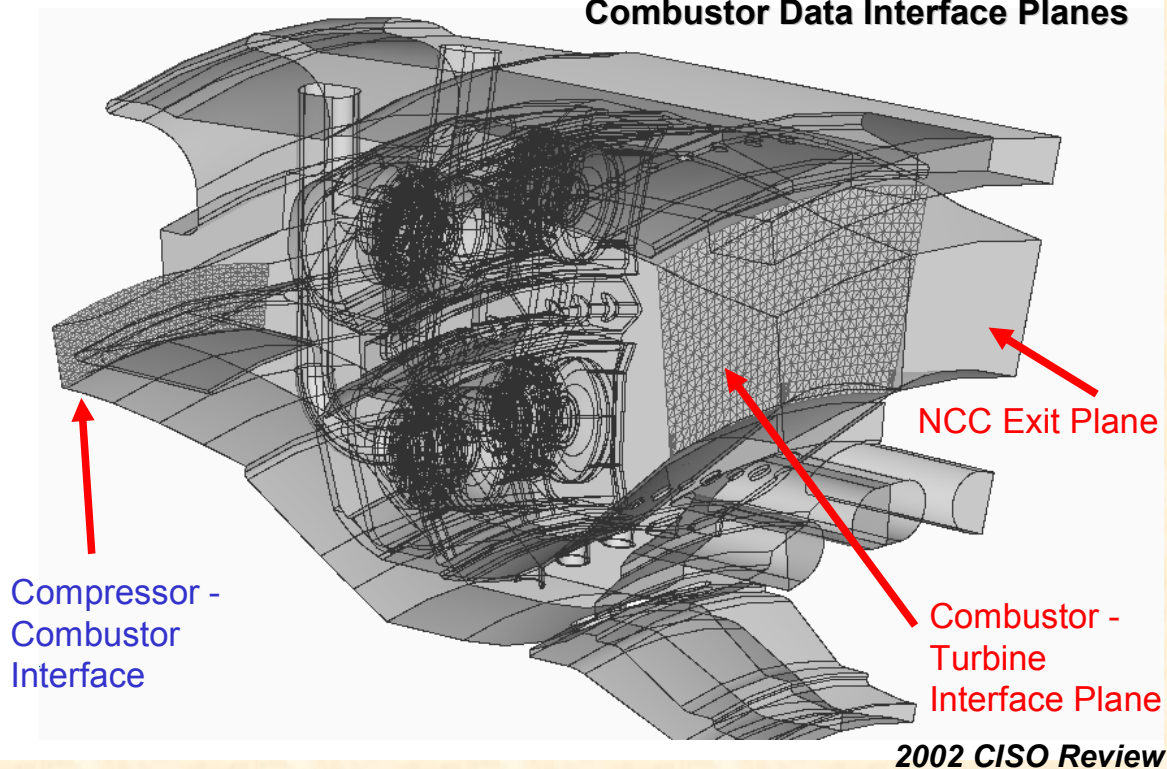 Combustor Data Interface Planes
NCC Exit Plane
Compressor -
Combustor
Interface
Combustor -
Turbine
Interface Plane
2002 CISO Review